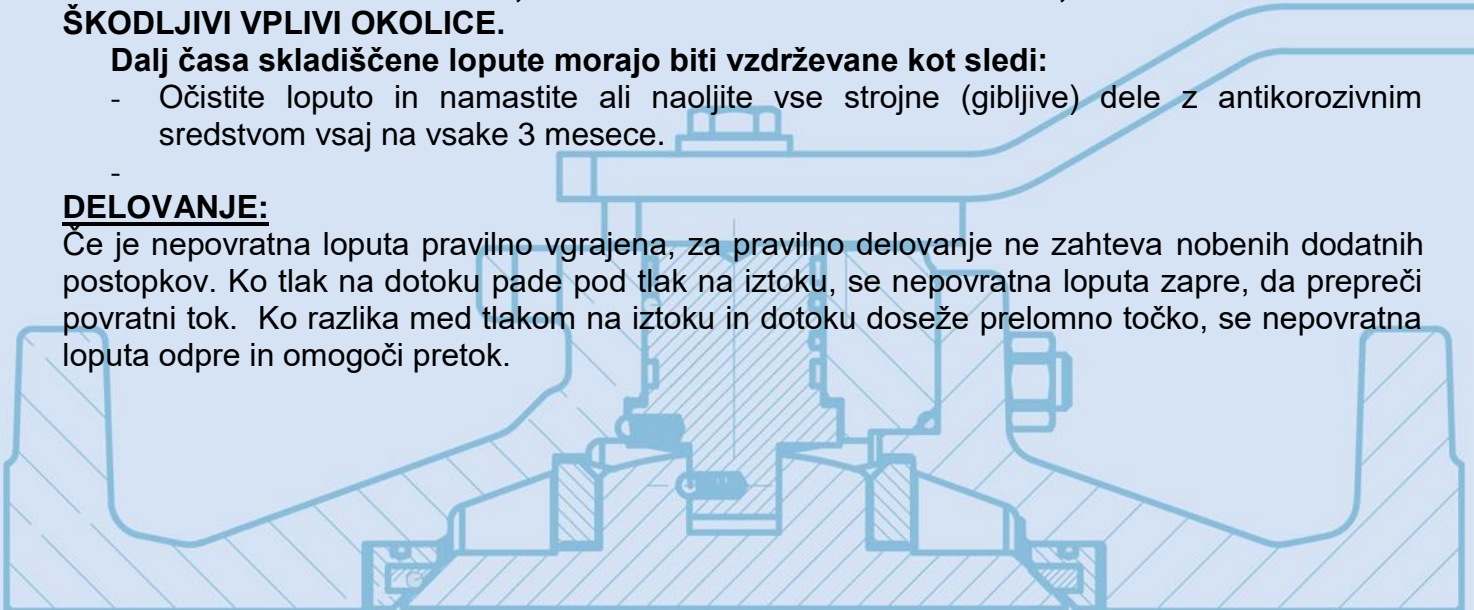 ŠKODLJIVI VPLIVI OKOLICE.
Dalj časa skladiščene lopute morajo biti vzdrževane kot sledi:
- Očistite loputo in namastite ali naoljite vse strojne (gibljive) dele z antikorozivnim
sredstvom vsaj na vsake 3 mesece.
-
DELOVANJE:
Če je nepovratna loputa pravilno vgrajena, za pravilno delovanje ne zahteva nobenih dodatnih
postopkov. Ko tlak na dotoku pade pod tlak na iztoku, se nepovratna loputa zapre, da prepreči
povratni tok. Ko razlika med tlakom na iztoku in dotoku doseže prelomno točko, se nepovratna
loputa odpre in omogoči pretok.